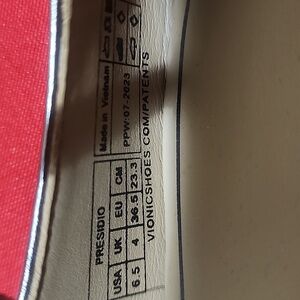 PRESIDIO
USA UK EU CM
6.5 4 36.5 23.3
Made in Vietnam
PPW:07-2023
VIONICSHOES.COM/PATENTS